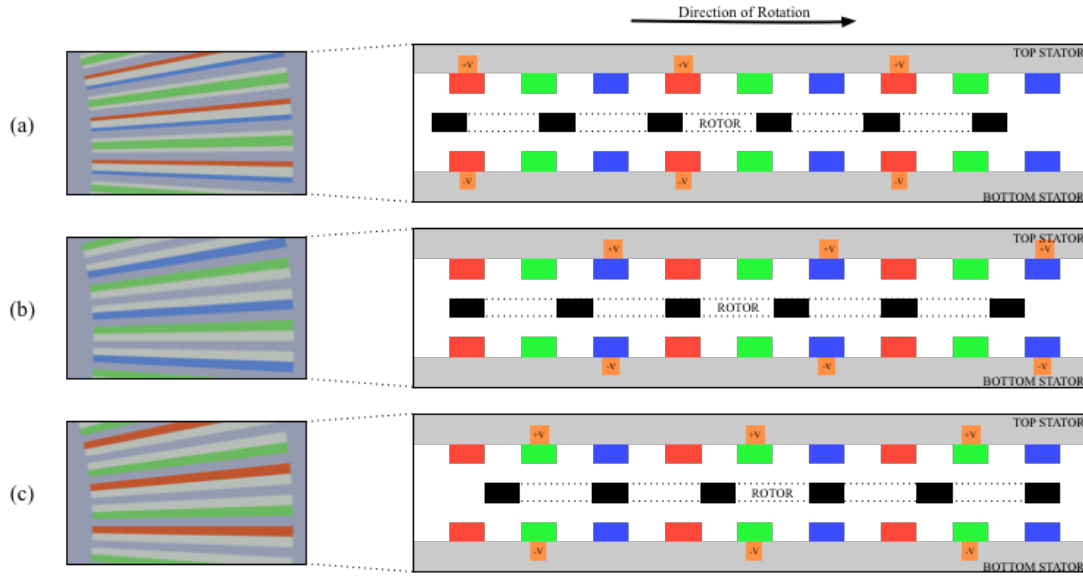 Direction of Rotation
TOP STATOR
+V +V +V
(a)
ROTOR
-V -V -V
BOTTOM STATOR
TOP STATOR
+V +V +V
(b)
ROTOR
-V -V -V
BOTTOM STATOR
TOP STATOR
+V +V +V
(c)
ROTOR
-V -V -V
BOTTOM STATOR